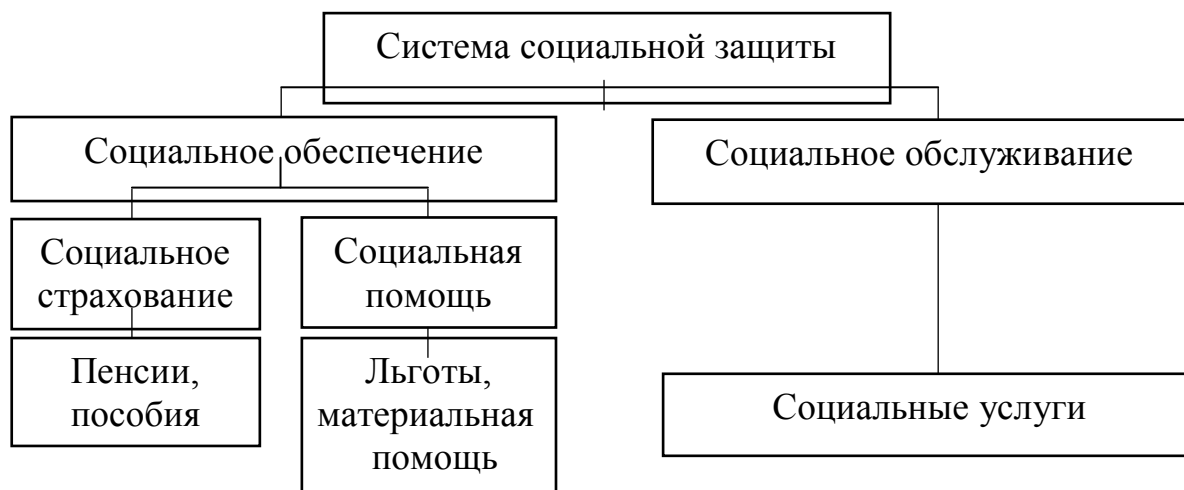 Система социальной защиты
Социальное обеспечение
Социальное обслуживание
Социальное
страхование
Социальная
помощь
Пенсии,
пособия
Льготы,
материальная
помощь
Социальные услуги